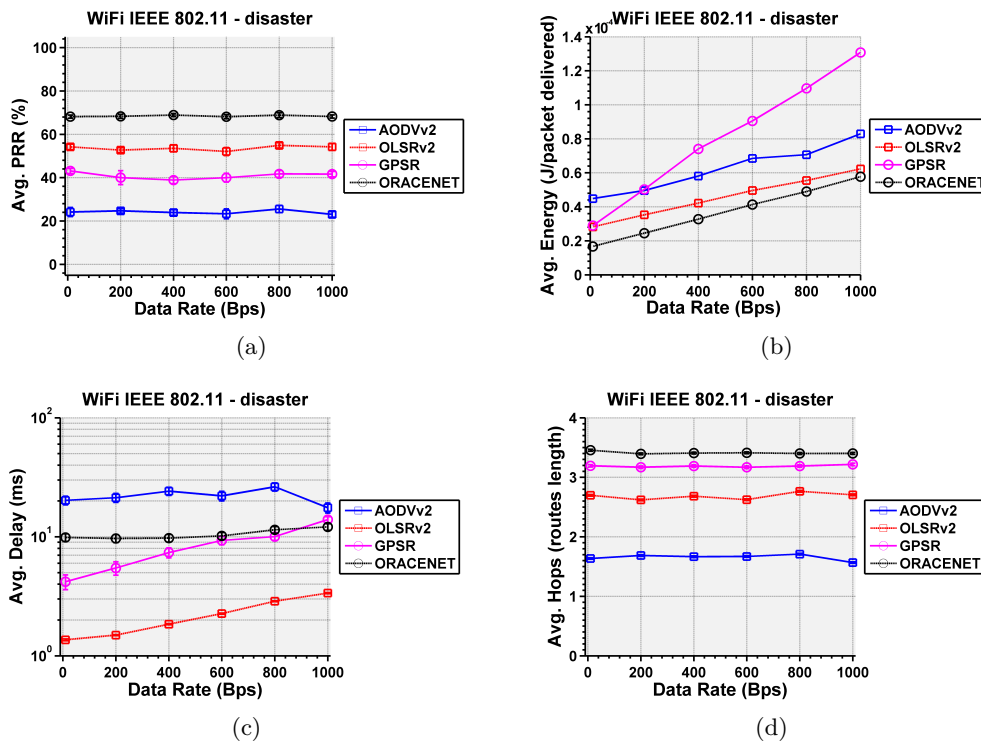 WiFi IEEE 802.11 - disaster
Avg. PRR (%)
100
80
60
40
20
0
0 200 400 600 800 1000
Data Rate (Bps)
AODVv2
OLSRv2
GPSR
ORACENET
(a)
WiFi IEEE 802.11 - disaster
×10^-4
Avg. Energy (J/packet delivered)
1.4
1.2
1
0.8
0.6
0.4
0.2
0
0 200 400 600 800 1000
Data Rate (Bps)
AODVv2
OLSRv2
GPSR
ORACENET
(b)
WiFi IEEE 802.11 - disaster
Avg. Delay (ms)
10^2
10^1
10^0
0 200 400 600 800 1000
Data Rate (Bps)
AODVv2
OLSRv2
GPSR
ORACENET
(c)
WiFi IEEE 802.11 - disaster
Avg. Hops (routes length)
4
3
2
1
0
0 200 400 600 800 1000
Data Rate (Bps)
AODVv2
OLSRv2
GPSR
ORACENET
(d)